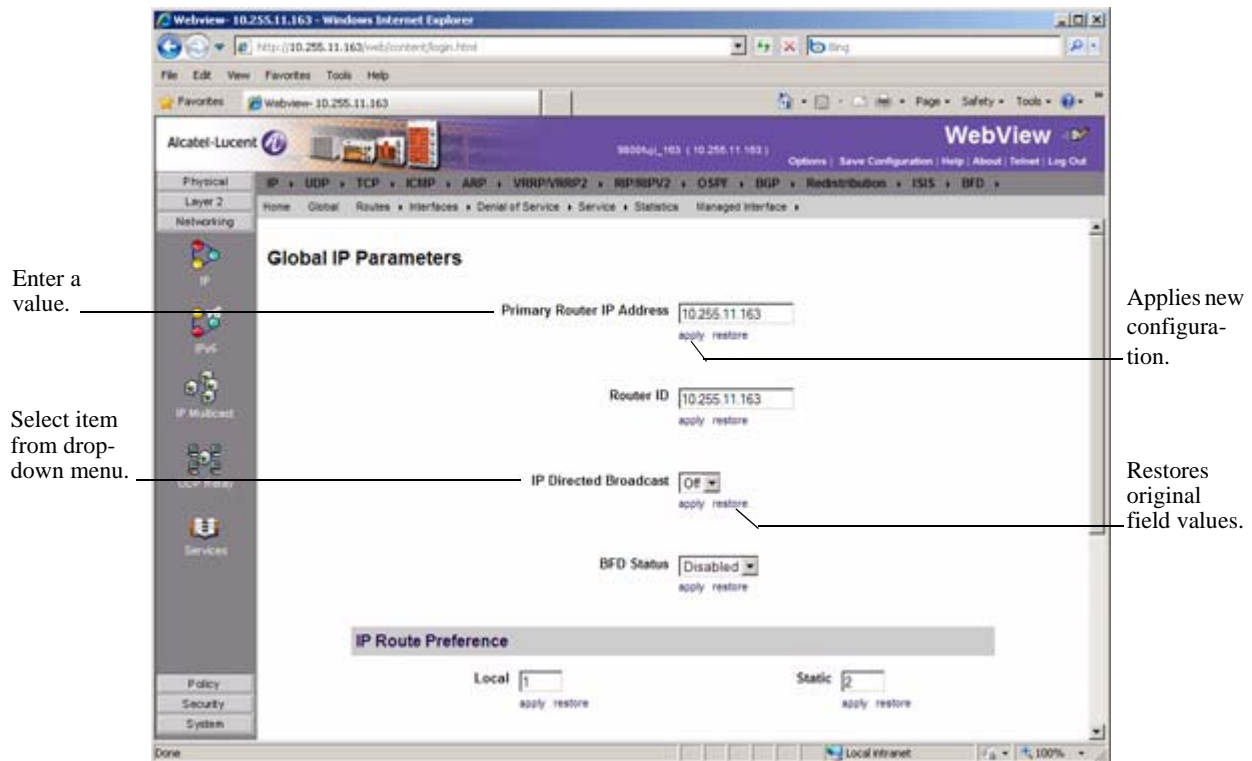 Webview- 10.255.11.163 - Windows Internet Explorer
http://10.255.11.163/web/content/login.html
Bing
File Edit View Favorites Tools Help
Favorites Webview- 10.255.11.163 Page Safety Tools
Alcatel-Lucent
WebView
( 10.255.11.163 )
Options | Save Configuration | Help | About | Telnet | Log Out
Physical
Layer 2
Networking
IP UDP TCP ICMP ARP VRRP/VRRP2 RIP/RIPV2 OSPF BGP Redistribution ISIS BFD
Home Global Routes Interfaces Denial of Service Service Statistics Managed Interface
IP
IPv6
IP Multicast
UDP Relay
Services
Policy
Security
System
Global IP Parameters
Enter a
value.
Primary Router IP Address 10.255.11.163
apply restore
Applies new
configura-
tion.
Router ID 10.255.11.163
apply restore
Select item
from drop-
down menu.
IP Directed Broadcast Off
apply restore
Restores
original
field values.
BFD Status Disabled
apply restore
IP Route Preference
Local 1 Static 2
apply restore apply restore
Done Local intranet 100%